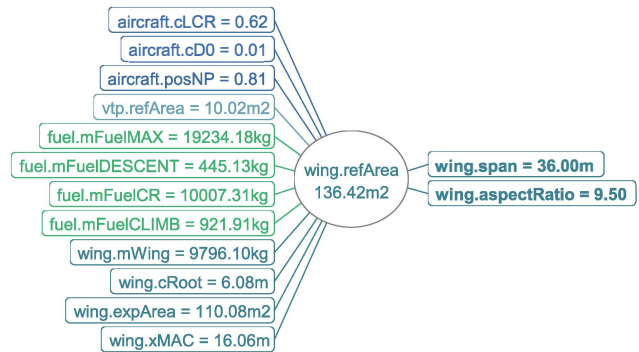 aircraft.cLCR = 0.62
aircraft.cD0 = 0.01
aircraft.posNP = 0.81
vtp.refArea = 10.02m2
fuel.mFuelMAX = 19234.18kg
fuel.mFuelDESCENT = 445.13kg
fuel.mFuelCR = 10007.31kg
fuel.mFuelCLIMB = 921.91kg
wing.mWing = 9796.10kg
wing.cRoot = 6.08m
wing.expArea = 110.08m2
wing.xMAC = 16.06m
wing.refArea
136.42m2
wing.span = 36.00m
wing.aspectRatio = 9.50